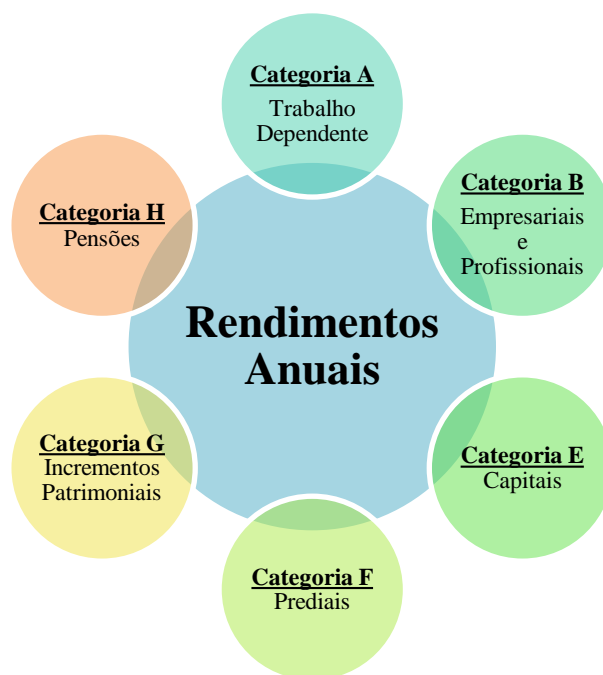 Categoria A
Trabalho
Dependente
Categoria B
Empresariais
e
Profissionais
Categoria E
Capitais
Categoria F
Prediais
Categoria G
Incrementos
Patrimoniais
Categoria H
Pensões
Rendimentos
Anuais